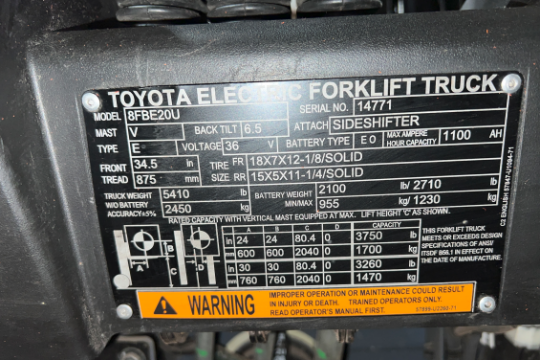 TOYOTA ELECTRIC FORKLIFT TRUCK
MODEL 8FBE20U SERIAL NO. 14771
MAST V BACK TILT 6.5 ATTACH SIDESHIFTER
TYPE E VOLTAGE 36 V BATTERY TYPE E O MAXIMUM AMPERE HOUR 1100 AH
FRONT TREAD 34.5 in TIRE SIZE FR 18X7X12-1/8/SOLID
875 mm RR 15X5X11-1/4/SOLID
TRUCK WEIGHT W/O BATTERY ACCURACY±5% 5410 lb BATTERY WEIGHT MINIMUM 2100 lb/ 2710 lb
2450 kg 955 kg/ 1230 kg
RATED CAPACITY WITH VERTICAL MAST EQUIPPED AT MAX. LIFT HEIGHT 'C' AS SHOWN.
A B C D CAPACITY
in 24 24 80.4 0 3750 lb
mm 600 600 2040 0 1700 kg
in 30 30 80.4 0 3260 lb
mm 760 760 2040 0 1470 kg
A B C D
THIS FORKLIFT TRUCK
MEETS OR EXCEEDS DESIGN
SPECIFICATIONS OF ANSI/
ITSDF B56.1 IN EFFECT ON
THE DATE OF MANUFACTURE.
WARNING
IMPROPER OPERATION OR MAINTENANCE COULD RESULT
IN INJURY OR DEATH. TRAINED OPERATORS ONLY.
READ OPERATOR'S MANUAL FIRST.